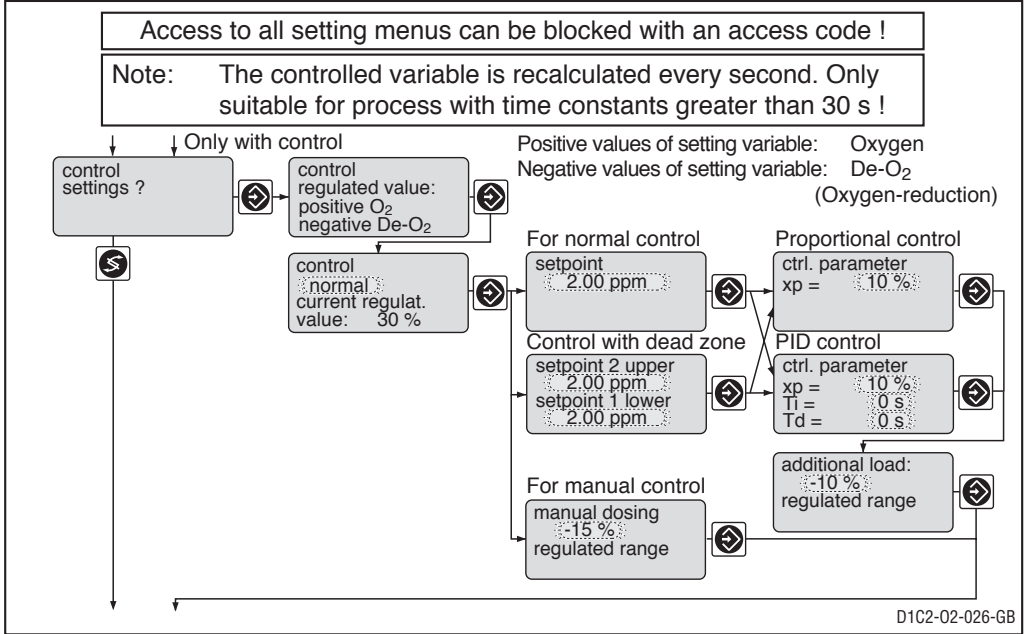 Access to all setting menus can be blocked with an access code !
Note: The controlled variable is recalculated every second. Only
suitable for process with time constants greater than 30 s !
Only with control
Positive values of setting variable: Oxygen
Negative values of setting variable: De-O2
(Oxygen-reduction)
control
settings ?
control
regulated value:
positive O2
negative De-O2
control
normal
current regulat.
value: 30 %
For normal control
setpoint
2.00 ppm
Proportional control
ctrl. parameter
xp = 10 %
Control with dead zone
setpoint 2 upper
2.00 ppm
setpoint 1 lower
2.00 ppm
PID control
ctrl. parameter
xp = 10 %
Ti = 0 s
Td = 0 s
additional load:
-10 %
regulated range
For manual control
manual dosing
-15 %
regulated range
D1C2-O2-026-GB